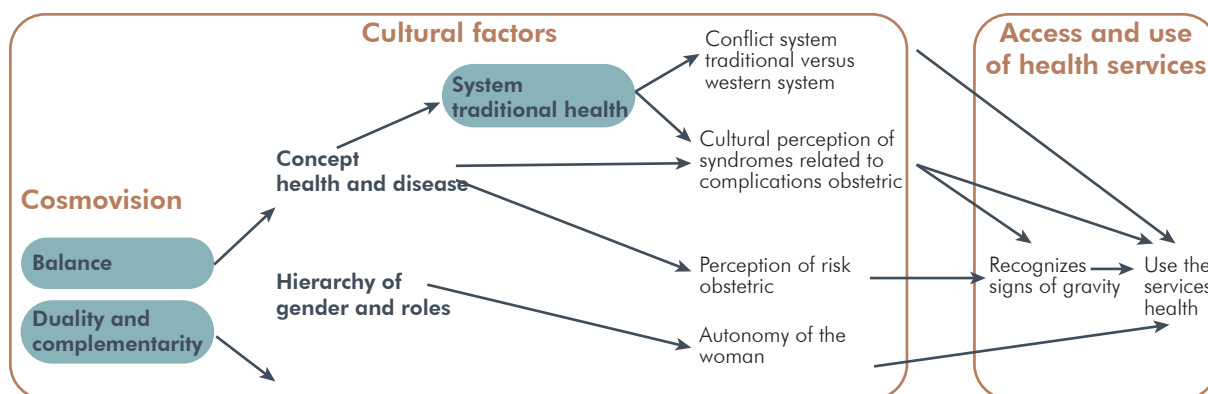 Cultural factors
Access and use
of health services
Conflict system
traditional versus
western system
System
traditional health
Cultural perception of
syndromes related to
complications obstetric
Concept
health and disease
Cosmovision
Balance
Duality and
complementarity
Hierarchy of
gender and roles
Perception of risk
obstetric
Autonomy of the
woman
Recognizes
signs of gravity
Use the
services
health